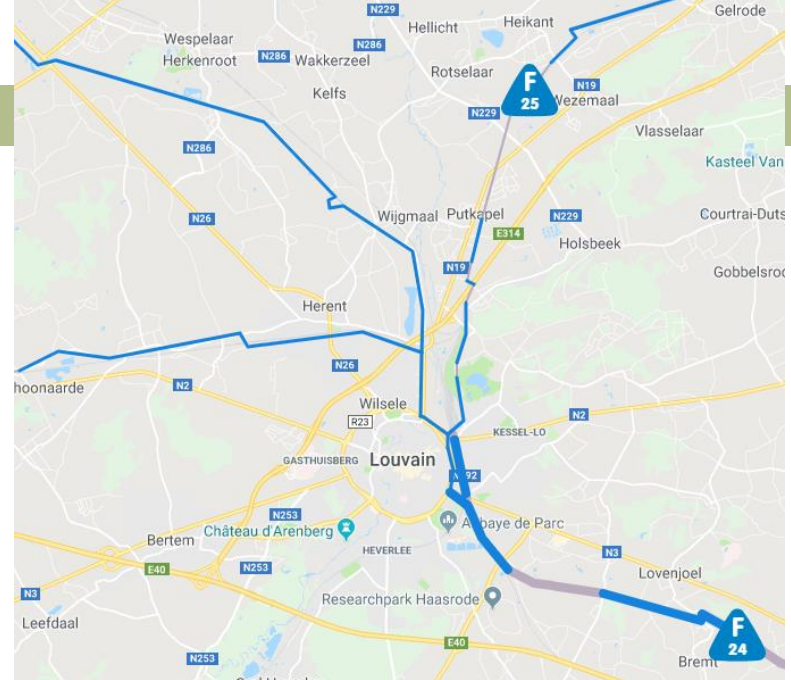 N229
Gelrode
Hellicht
Heikant
Wespelaar
N286
Herkenroot
N286
Wakkerzeel
Rotselaar
F
25
N19
Kelfs
N229
Wezemaal
Vlasselaar
N286
Kasteel Van
N26
Wijgmaal
Putkapel
N229
Courtrai-Duts
E314
Holsbeek
N19
Gobbelsroo
Herent
N26
hoonaarde
N2
Wilsele
R23
N2
KESSEL-LO
GASTHUISBERG
Louvain
N253
Château d'Arenberg
Abbaye de Parc
Bertem
HEVERLEE
N3
E40
N253
Lovenjoel
N3
Researchpark Haasrode
Leefdaal
F
24
E40
N253
Bremt